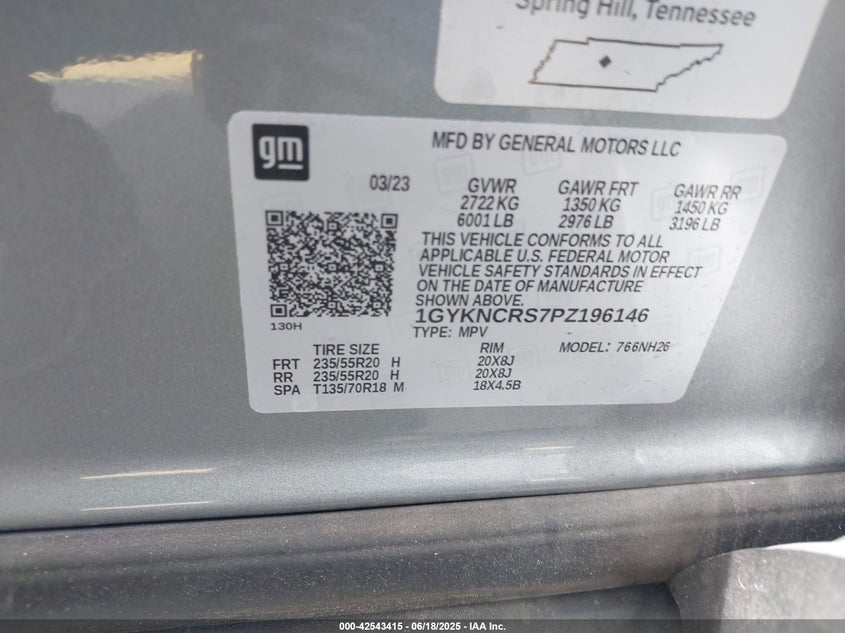 Spring Hill, Tennessee
gm
MFD BY GENERAL MOTORS LLC
03/23 GVWR GAWR FRT GAWR RR
2722 KG 1350 KG 1450 KG
6001 LB 2976 LB 3196 LB
THIS VEHICLE CONFORMS TO ALL
APPLICABLE U.S. FEDERAL MOTOR
VEHICLE SAFETY STANDARDS IN EFFECT
ON THE DATE OF MANUFACTURE
SHOWN ABOVE.
1GYKNCRS7PZ196146
130H
TYPE: MPV -
TIRE SIZE RIM MODEL: 766NH26
FRT 235/55R20 H 20X8J
RR 235/55R20 H 20X8J
SPA T135/70R18 M 18X4.5B
000-42543415 - 06/18/2025 - IAA Inc.